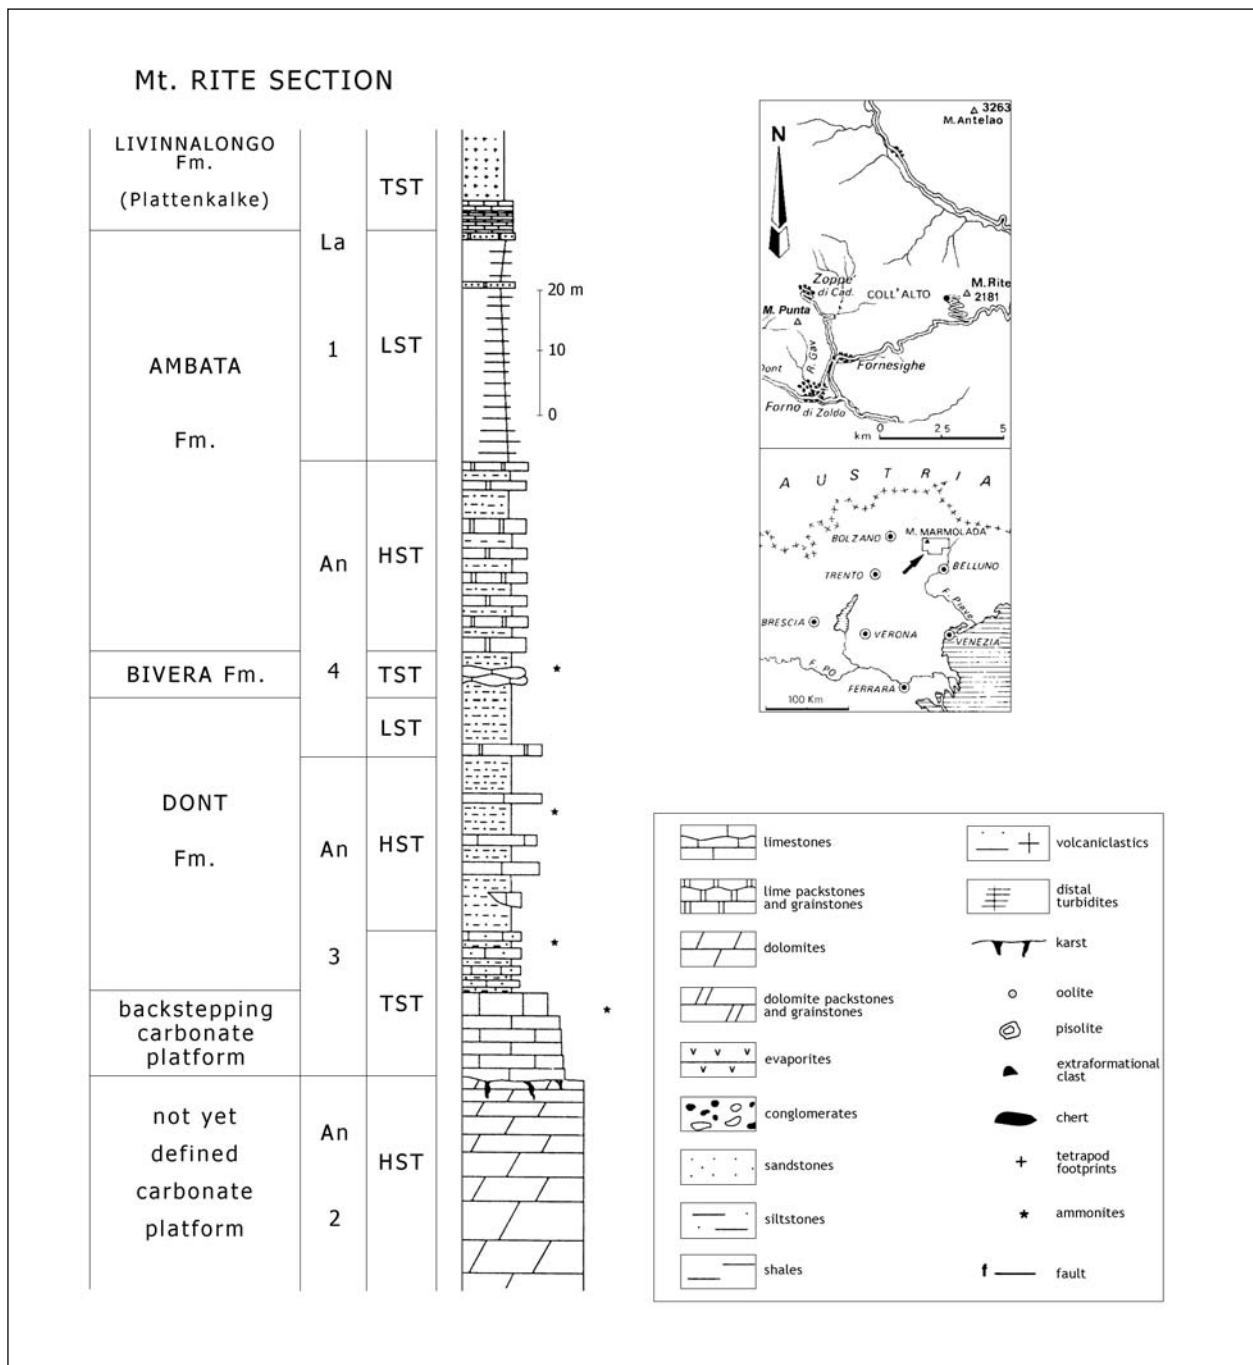 Mt. RITE SECTION
LIVINNALONGO
Fm.
(Plattenkalke)
AMBATA
Fm.
BIVERA Fm.
DONT
Fm.
backstepping
carbonate
platform
not yet
defined
carbonate
platform
La
1
An
4
An
3
An
2
TST
LST
HST
TST
LST
HST
TST
HST
20 m
10
0
N
3263
M. Antelao
Zoppe'
di Cad.
COLL'ALTO
M. Rite
2181
M. Punta
R. Gav
Fornesighe
Dont
Forno di Zoldo
km 0 2 5 5
A U S T R I A
M. MARMOLADA
BOLZANO
BELLUNO
TRENTO
F. Piave
BRESCIA
VERONA
VENEZIA
F. PO
FERRARA
100 Km
limestones
lime packstones
and grainstones
dolomites
dolomite packstones
and grainstones
evaporites
conglomerates
sandstones
siltstones
shales
volcaniclastics
distal
turbidites
karst
oolite
pisolite
extraformational
clast
chert
tetrapod
footprints
ammonites
f fault